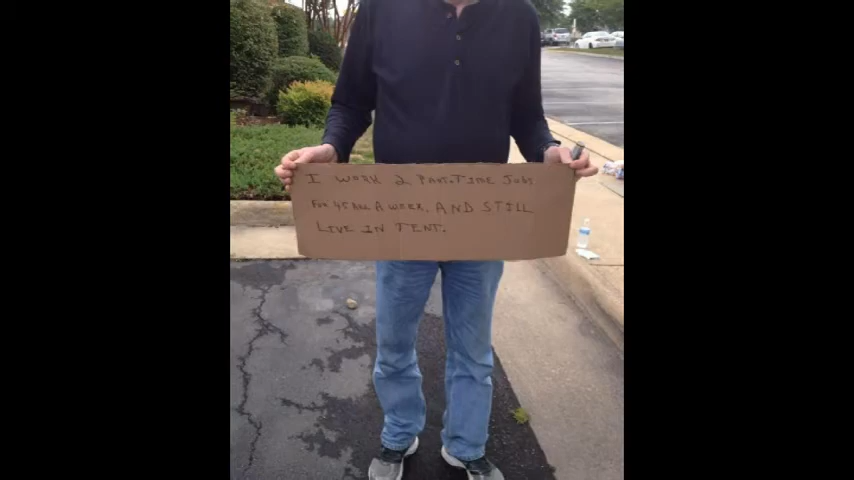 I WORK 2 PART.TIME JOBS
FOR 45 HRS A WEEK. AND STILL
LIVE IN TENT.